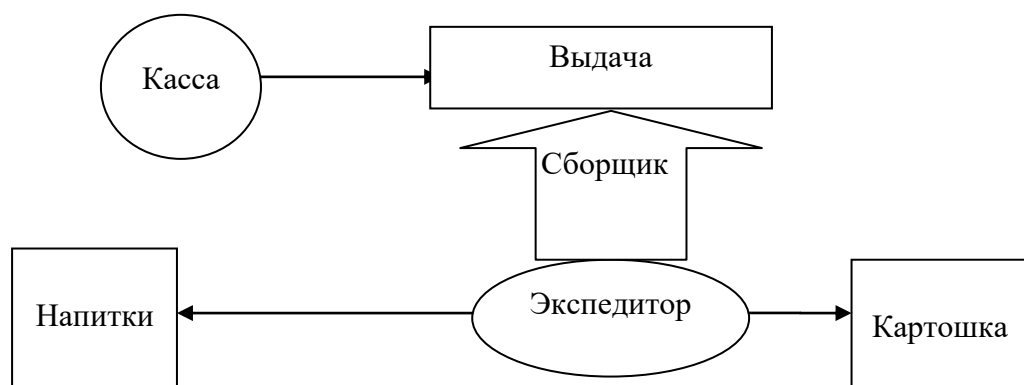 Касса
Выдача
Сборщик
Экспедитор
Напитки
Картошка